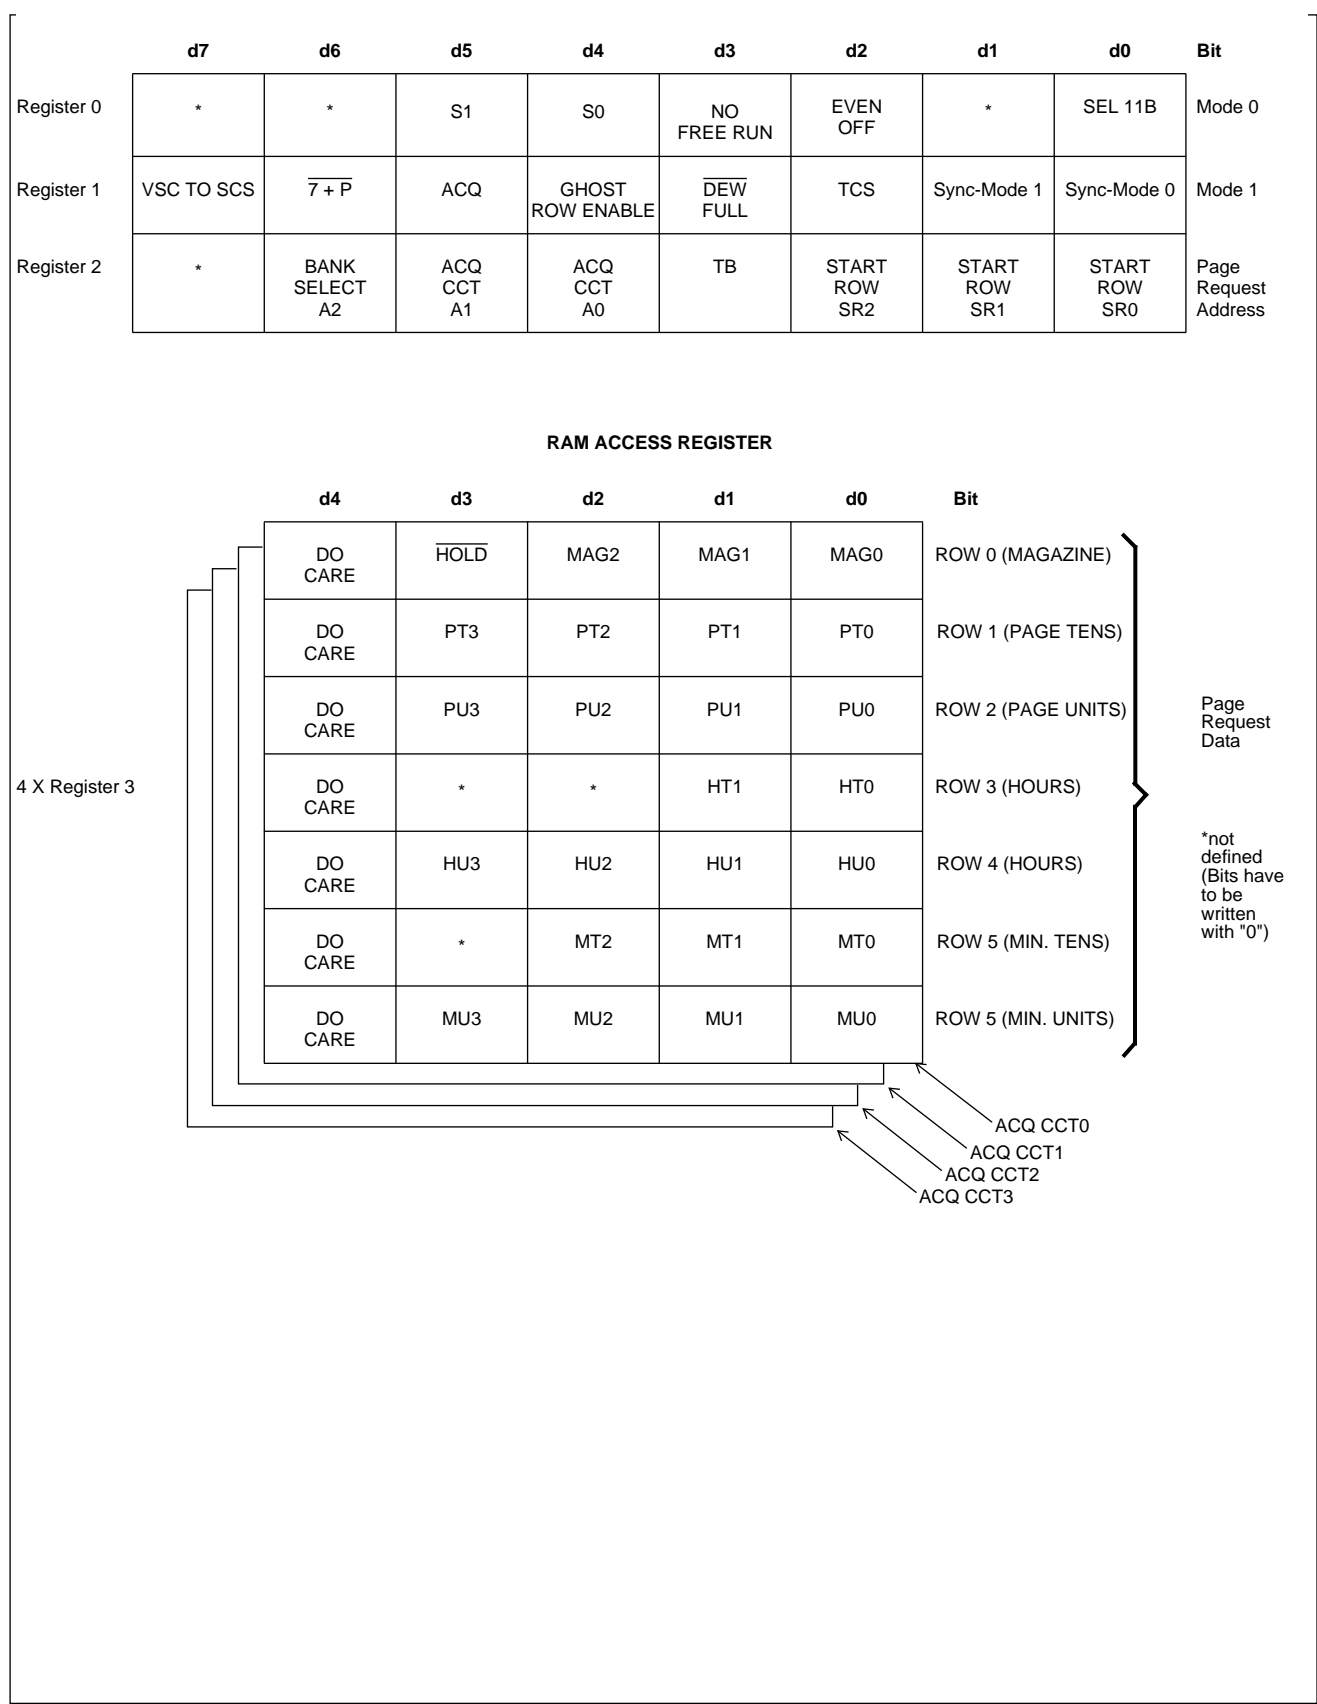 d7 d6 d5 d4 d3 d2 d1 d0 Bit
Register 0 * * S1 S0 NO FREE RUN EVEN OFF * SEL 11B Mode 0
Register 1 VSC TO SCS 7 + P ACQ GHOST ROW ENABLE DEW FULL TCS Sync-Mode 1 Sync-Mode 0 Mode 1
Register 2 * BANK SELECT A2 ACQ CCT A1 ACQ CCT A0 TB START ROW SR2 START ROW SR1 START ROW SR0 Page Request Address
RAM ACCESS REGISTER
d4 d3 d2 d1 d0 Bit
DO CARE HOLD MAG2 MAG1 MAG0 ROW 0 (MAGAZINE)
DO CARE PT3 PT2 PT1 PT0 ROW 1 (PAGE TENS)
DO CARE PU3 PU2 PU1 PU0 ROW 2 (PAGE UNITS)
Page
Request
Data
4 X Register 3 DO CARE * * HT1 HT0 ROW 3 (HOURS)
DO CARE HU3 HU2 HU1 HU0 ROW 4 (HOURS)
*not
defined
(Bits have
to be
written
with "0")
DO CARE * MT2 MT1 MT0 ROW 5 (MIN. TENS)
DO CARE MU3 MU2 MU1 MU0 ROW 5 (MIN. UNITS)
ACQ CCT0
ACQ CCT1
ACQ CCT2
ACQ CCT3